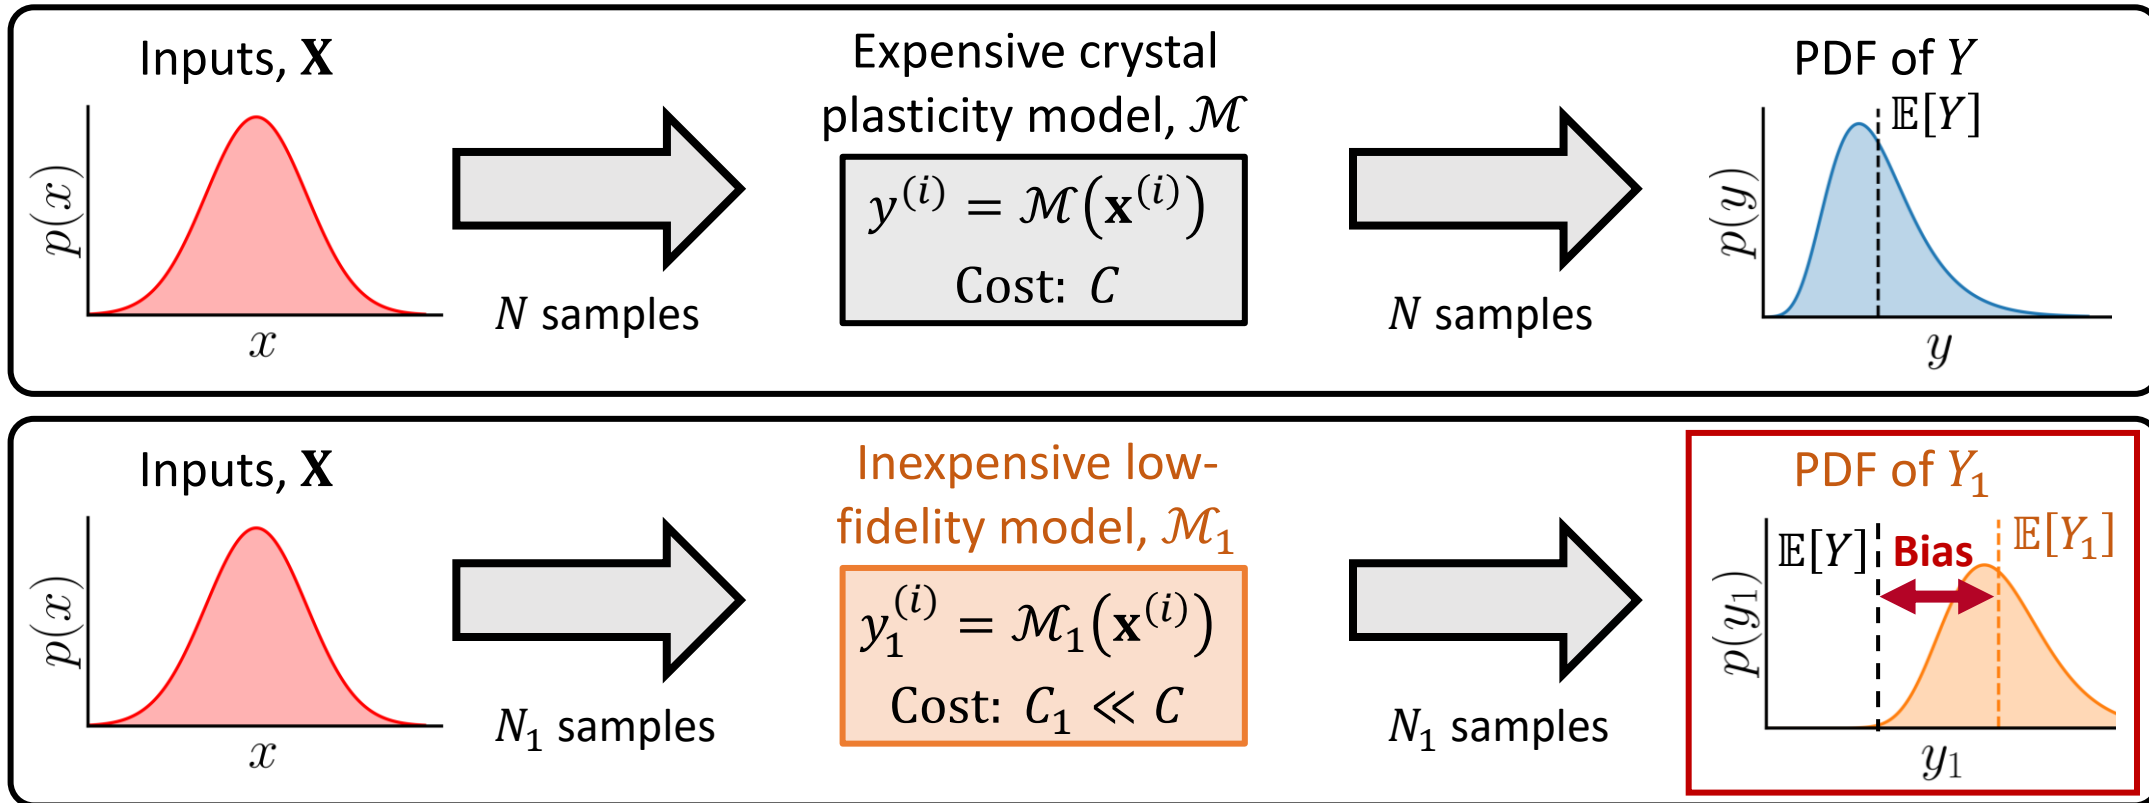 Inputs, 𝐗
p(x)
x
N samples
Expensive crystal
plasticity model, ℳ
y⁽ⁱ⁾ = ℳ(𝐱⁽ⁱ⁾)
Cost: C
N samples
PDF of Y
𝔼[Y]
p(y)
y
Inputs, 𝐗
p(x)
x
N₁ samples
Inexpensive low-
fidelity model, ℳ₁
y₁⁽ⁱ⁾ = ℳ₁(𝐱⁽ⁱ⁾)
Cost: C₁ ≪ C
N₁ samples
PDF of Y₁
𝔼[Y] Bias 𝔼[Y₁]
p(y₁)
y₁